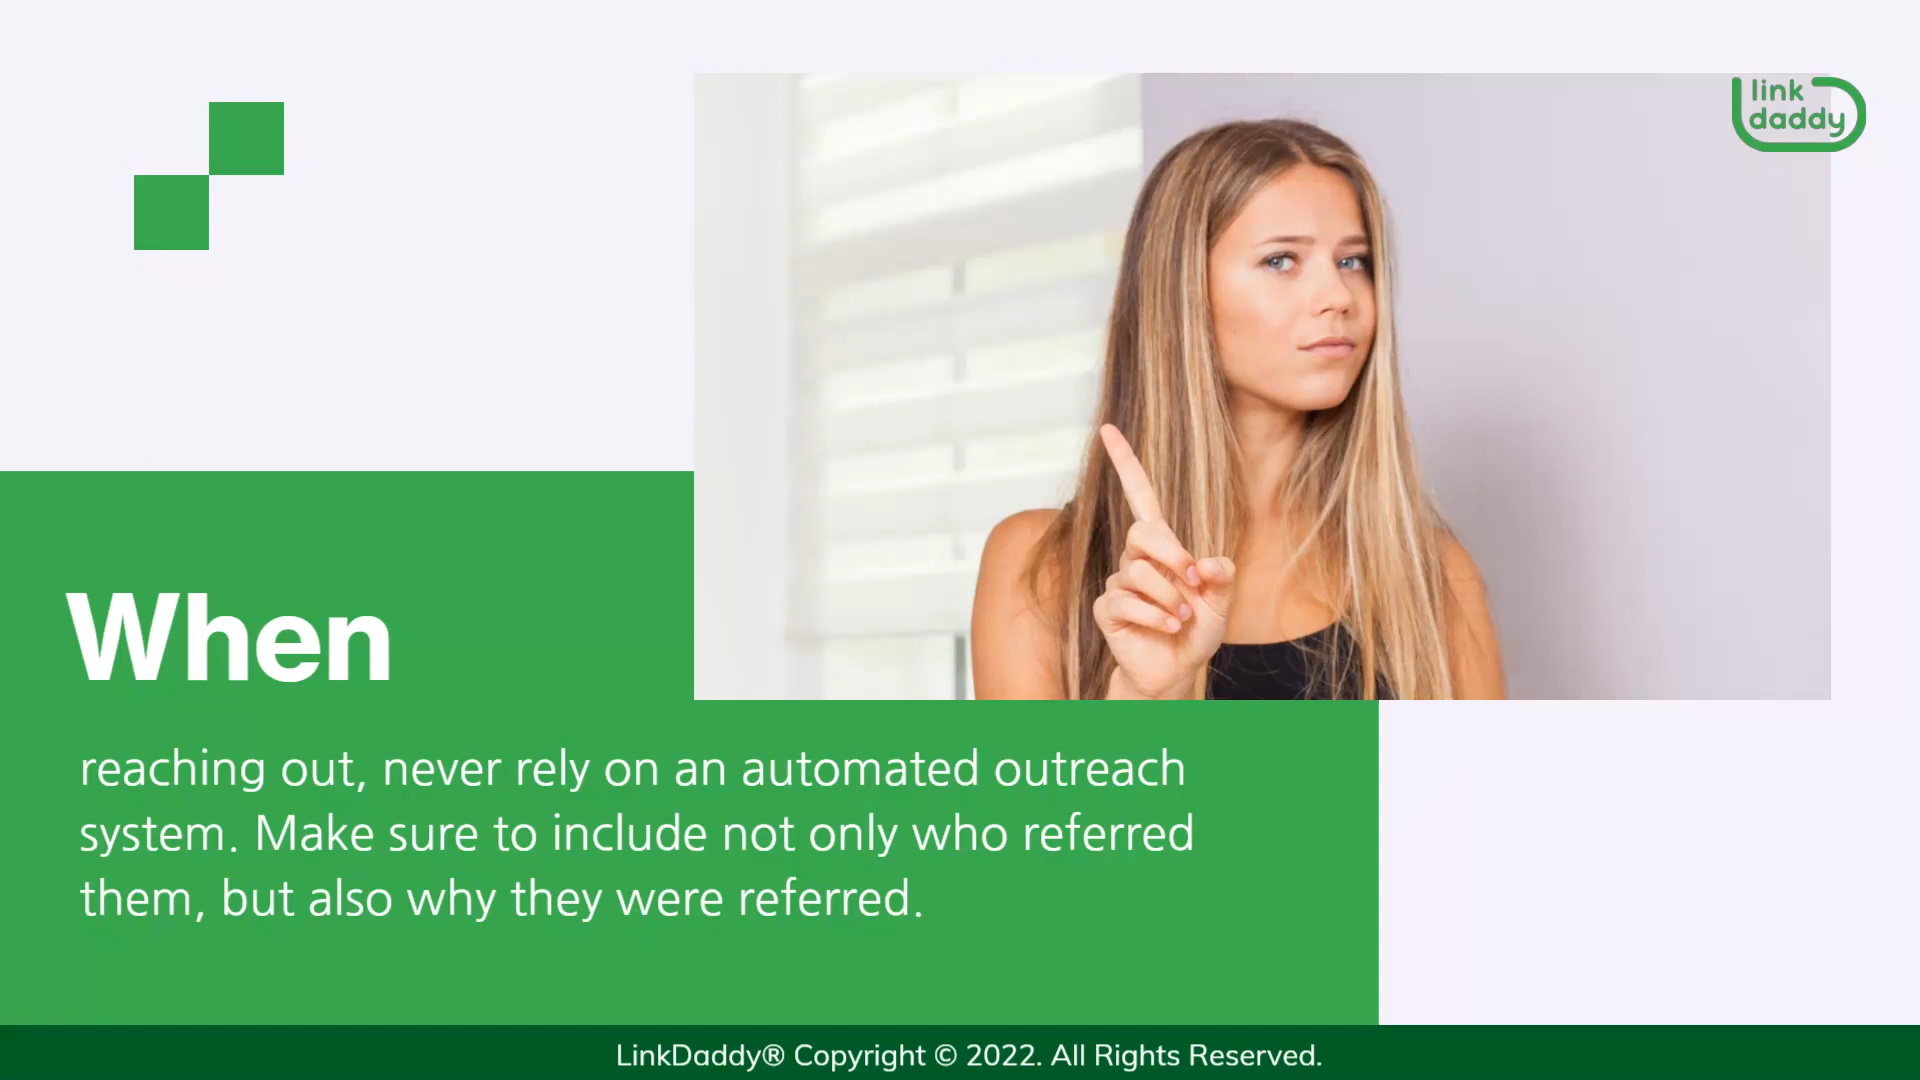 link
daddy
When
reaching out, never rely on an automated outreach
system. Make sure to include not only who referred
them, but also why they were referred.
LinkDaddy® Copyright © 2022. All Rights Reserved.